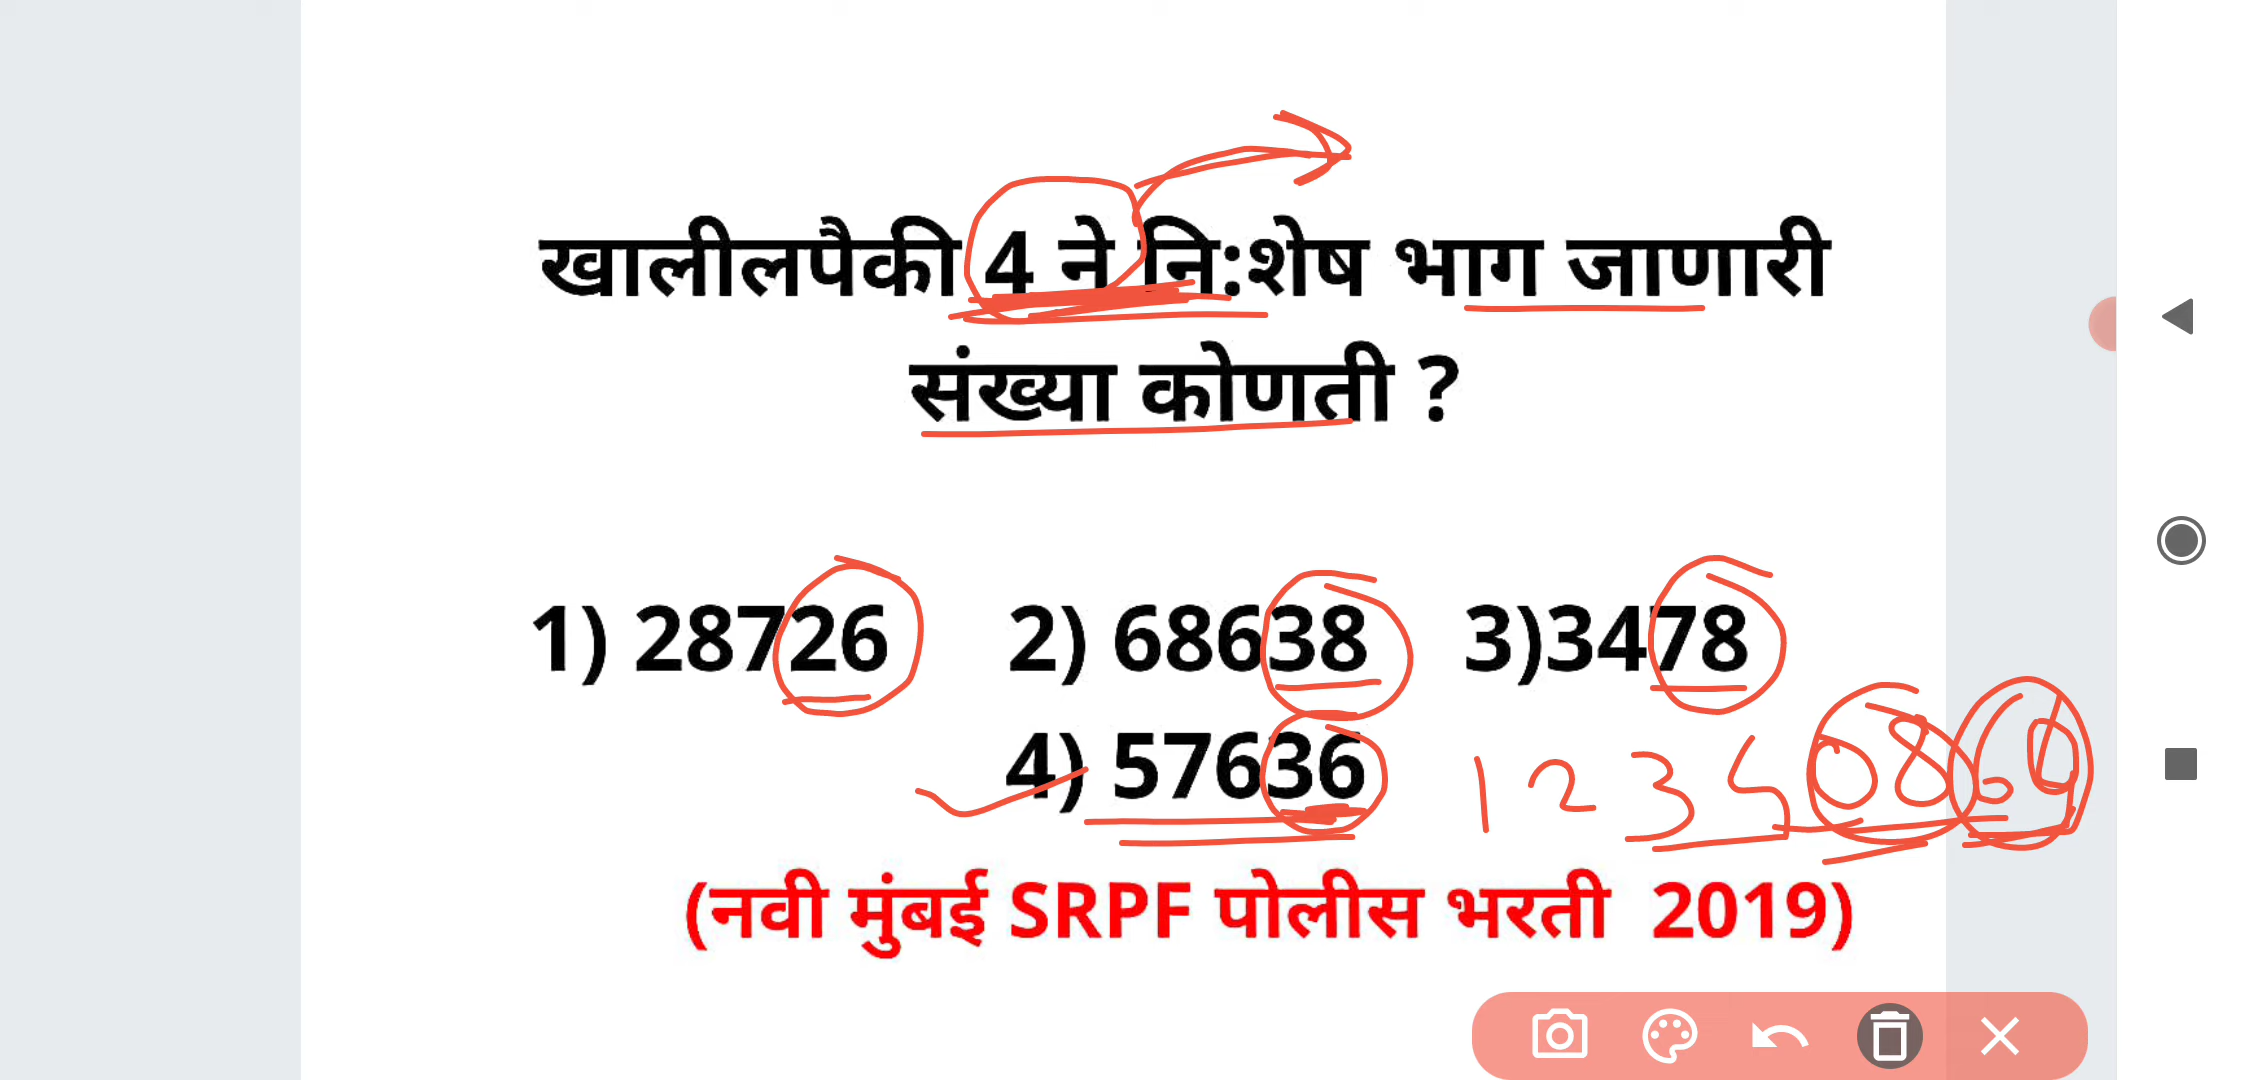 खालीलपैकी 4 ने नि:शेष भाग जाणारी
संख्या कोणती ?
1) 28726 2) 68638 3)3478
4) 57636
(नवी मुंबई SRPF पोलीस भरती 2019)